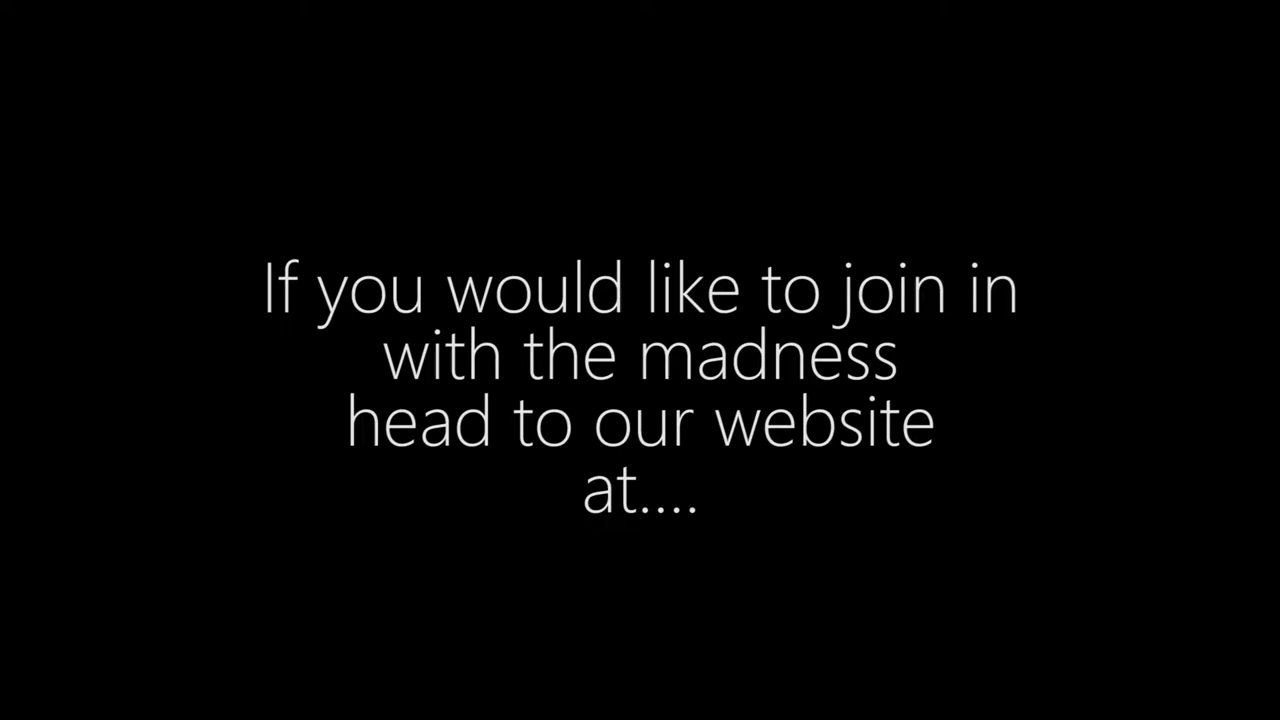 If you would like to join in
with the madness
head to our website
at....